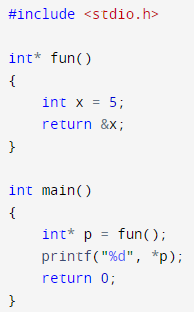 #include <stdio.h>

int* fun()
{
    int x = 5;
    return &x;
}

int main()
{
    int* p = fun();
    printf("%d", *p);
    return 0;
}